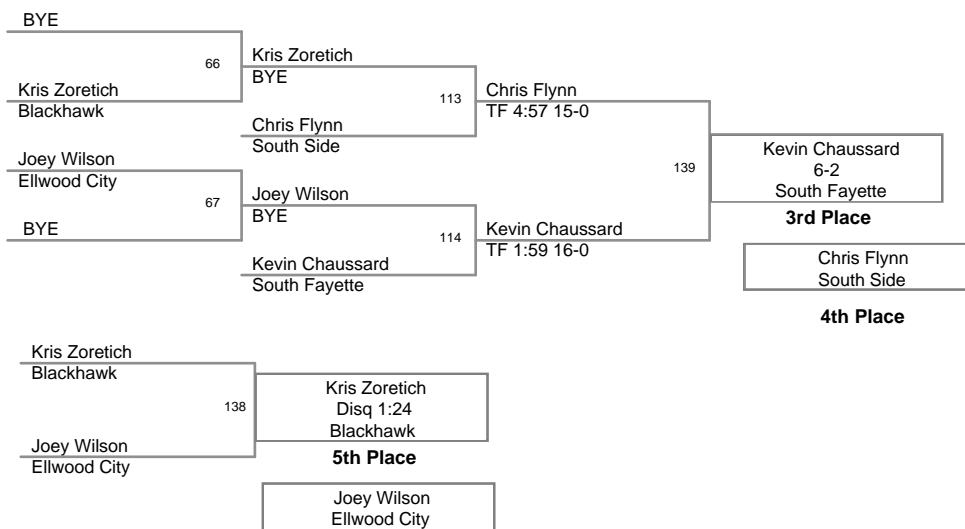 BYE
66
Kris Zoretich
Blackhawk
Kris Zoretich
BYE
113
Chris Flynn
South Side
Chris Flynn
TF 4:57 15-0
Joey Wilson
Ellwood City
67
BYE
Joey Wilson
BYE
114
Kevin Chaussard
South Fayette
Kevin Chaussard
TF 1:59 16-0
139
Kevin Chaussard
6-2
South Fayette
3rd Place
Chris Flynn
South Side
4th Place
Kris Zoretich
Blackhawk
138
Joey Wilson
Ellwood City
Kris Zoretich
Disq 1:24
Blackhawk
5th Place
Joey Wilson
Ellwood City